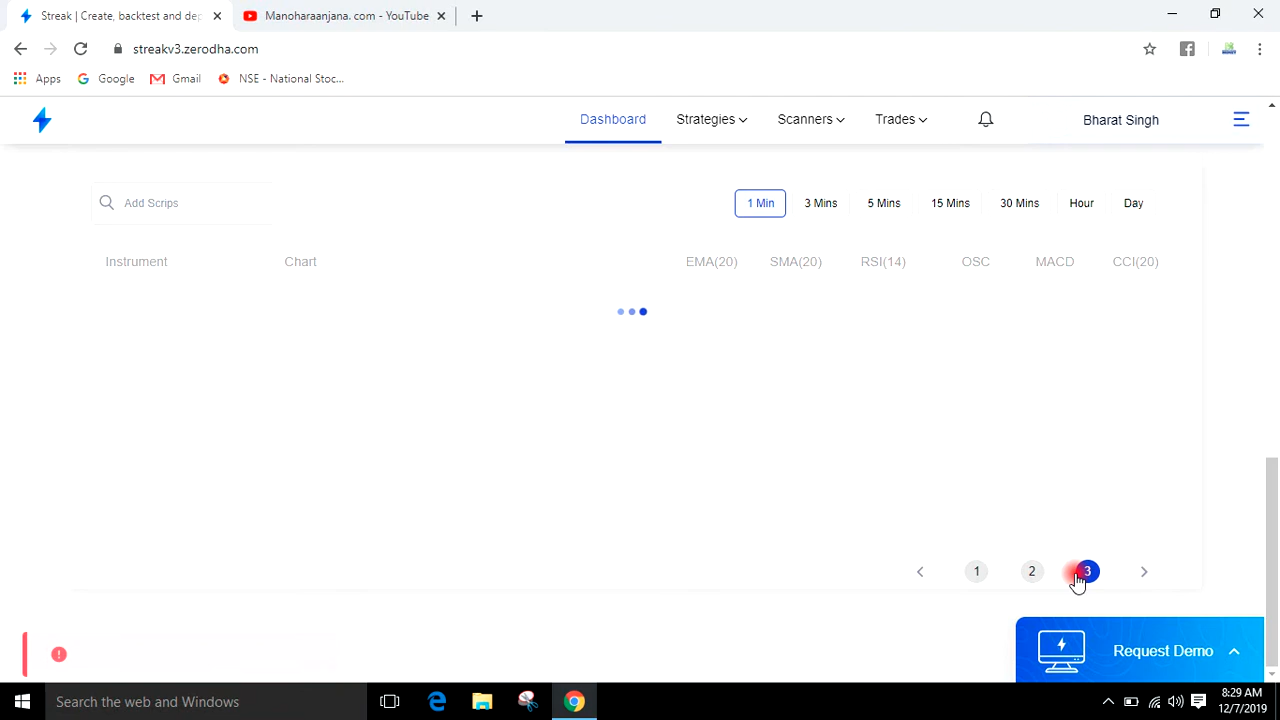 Streak | Create, backtest and dep
Manoharaanjana. com - YouTube
streakv3.zerodha.com
Apps
Google
Gmail
NSE - National Stoc...
Dashboard
Strategies
Scanners
Trades
Bharat Singh
Add Scrips
1 Min
3 Mins
5 Mins
15 Mins
30 Mins
Hour
Day
Instrument
Chart
EMA(20)
SMA(20)
RSI(14)
OSC
MACD
CCI(20)
1
2
3
Request Demo
Search the web and Windows
8:29 AM
12/7/2019